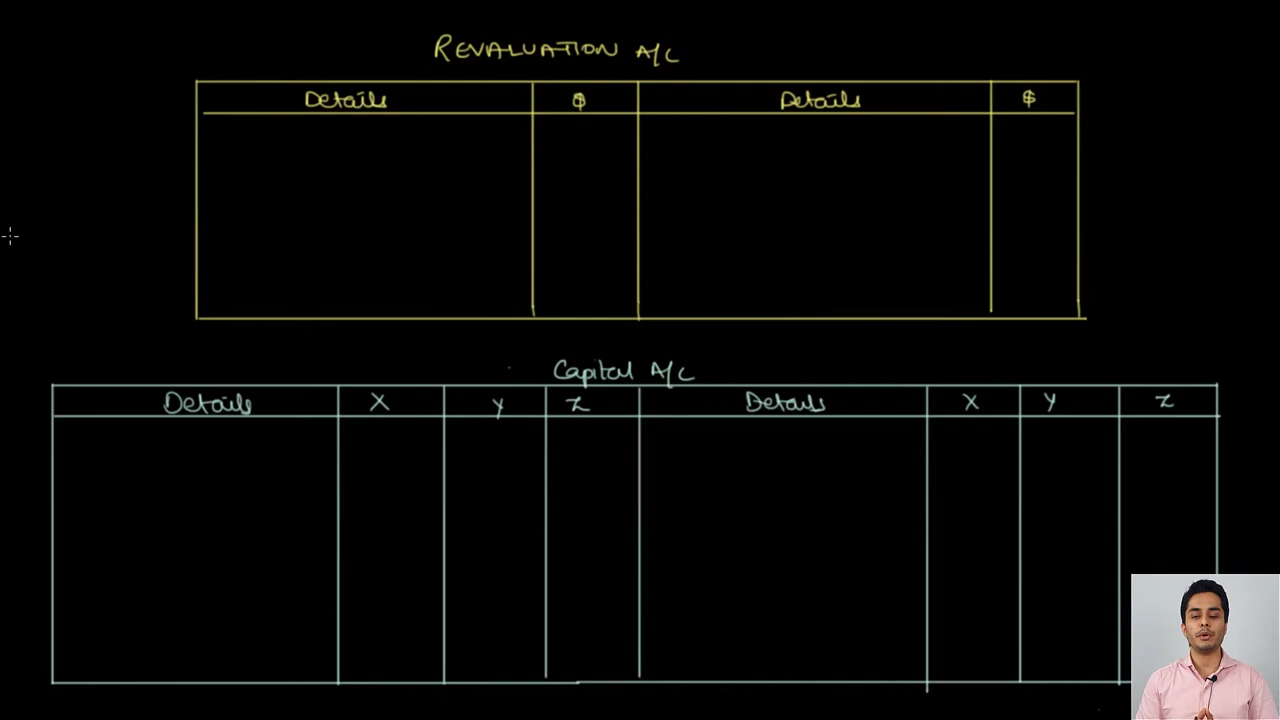 REVALUATION A/C
Details $ Details $
Capital A/C
Details X Y Z Details X Y Z